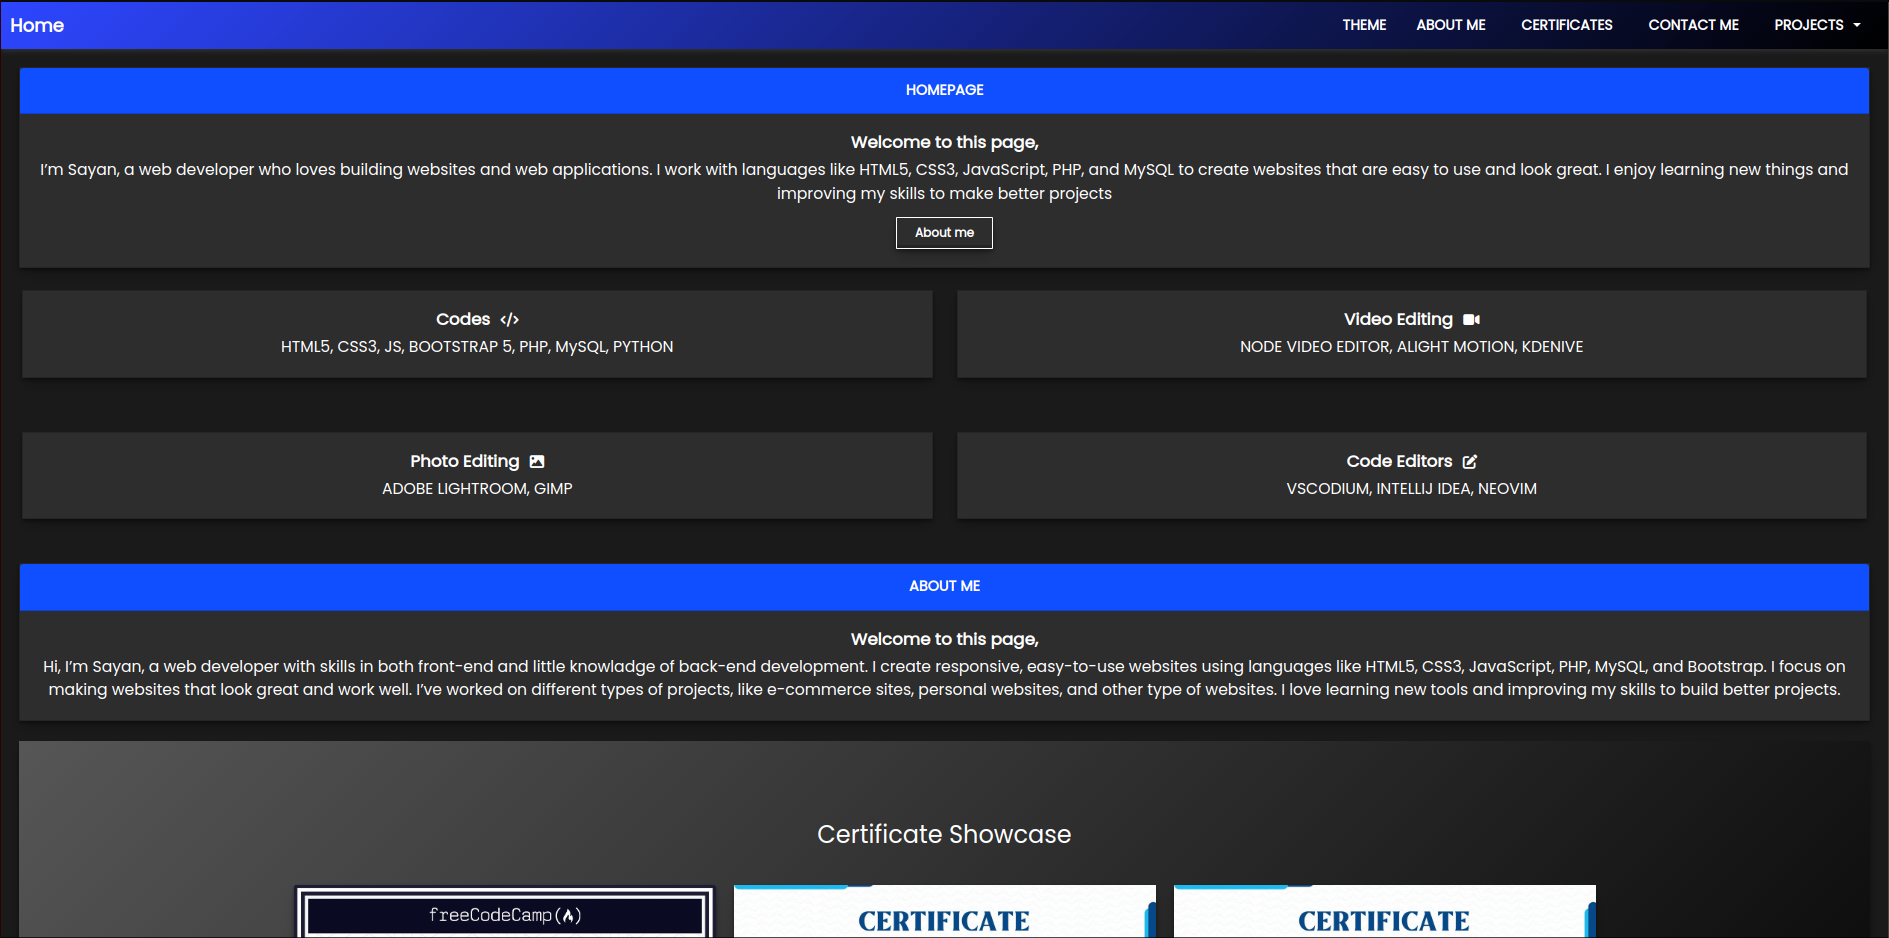 Home
THEME
ABOUT ME
CERTIFICATES
CONTACT ME
PROJECTS
HOMEPAGE
Welcome to this page,
I’m Sayan, a web developer who loves building websites and web applications. I work with languages like HTML5, CSS3, JavaScript, PHP, and MySQL to create websites that are easy to use and look great. I enjoy learning new things and
improving my skills to make better projects
About me
Codes </>
HTML5, CSS3, JS, BOOTSTRAP 5, PHP, MySQL, PYTHON
Video Editing
NODE VIDEO EDITOR, ALIGHT MOTION, KDENIVE
Photo Editing
ADOBE LIGHTROOM, GIMP
Code Editors
VSCODIUM, INTELLIJ IDEA, NEOVIM
ABOUT ME
Welcome to this page,
Hi, I’m Sayan, a web developer with skills in both front-end and little knowladge of back-end development. I create responsive, easy-to-use websites using languages like HTML5, CSS3, JavaScript, PHP, MySQL, and Bootstrap. I focus on
making websites that look great and work well. I’ve worked on different types of projects, like e-commerce sites, personal websites, and other type of websites. I love learning new tools and improving my skills to build better projects.
Certificate Showcase
freeCodeCamp
CERTIFICATE
CERTIFICATE